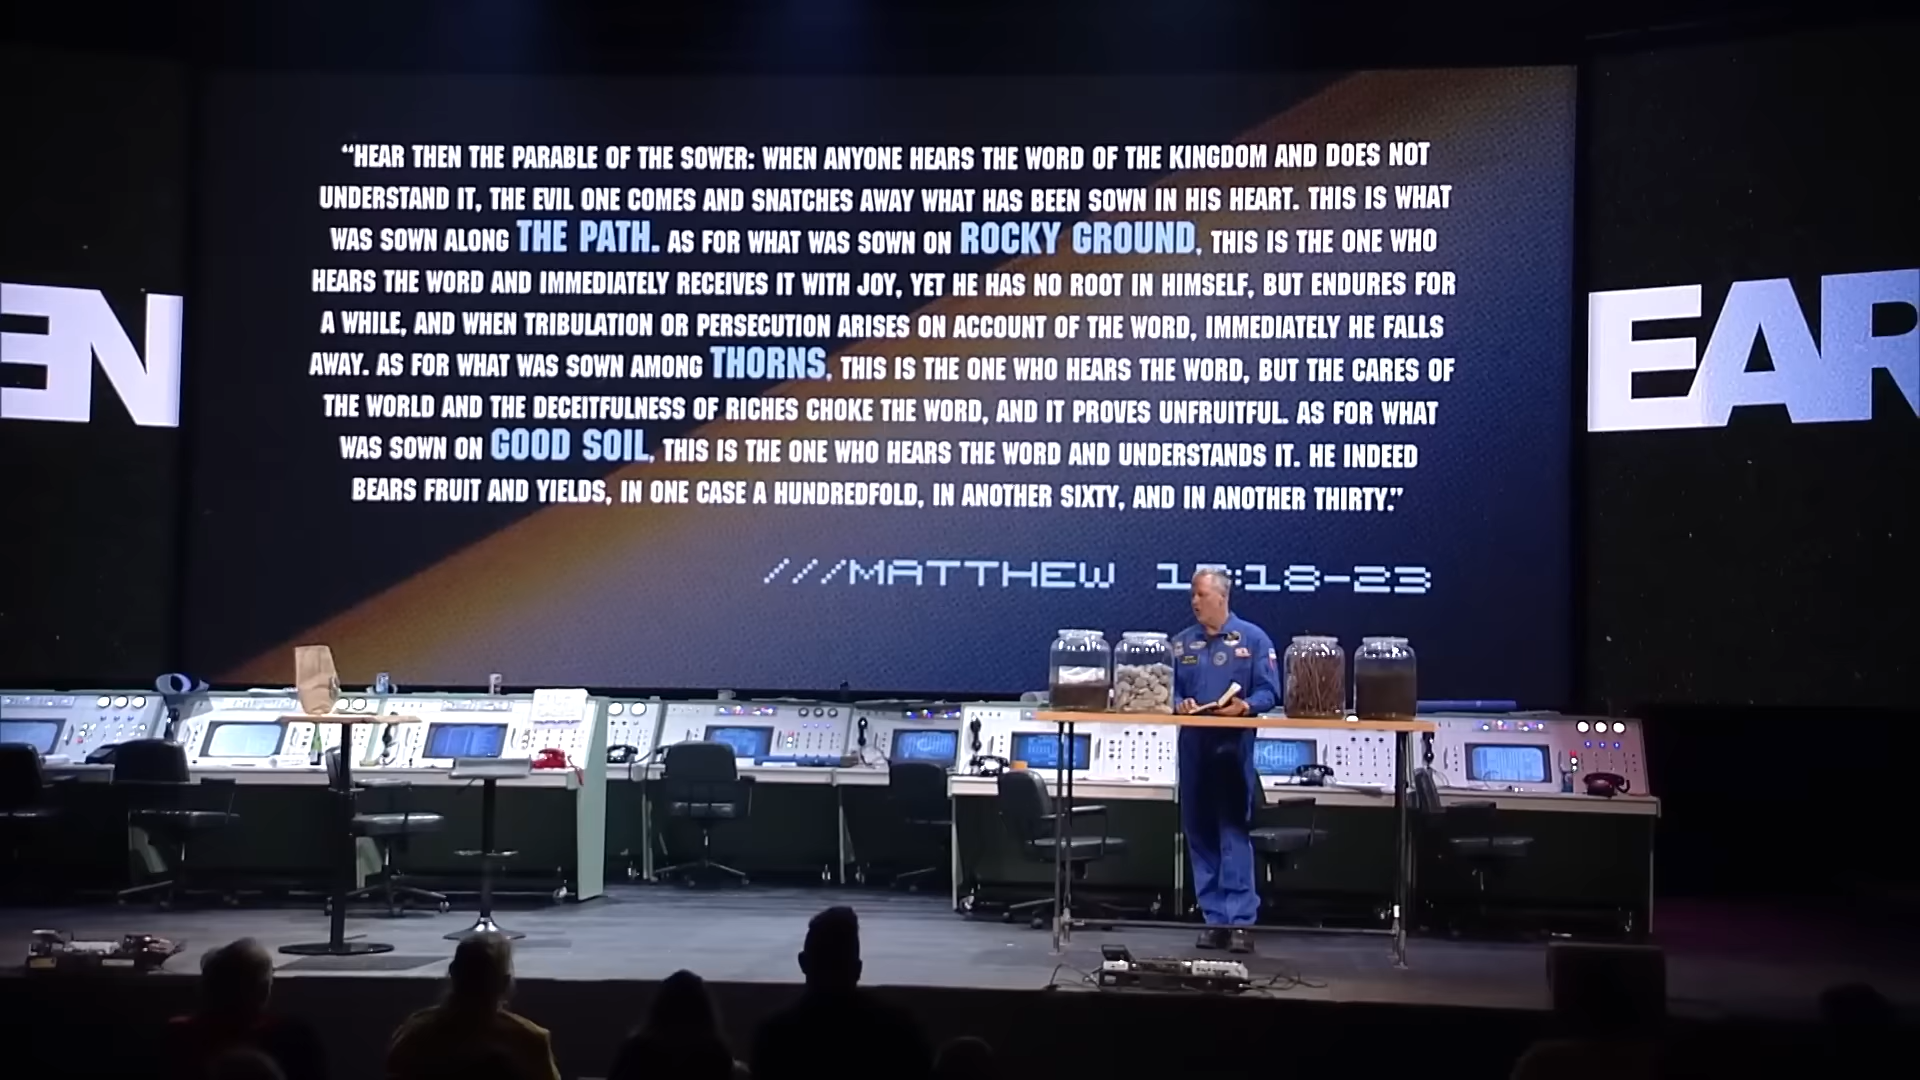 “HEAR THEN THE PARABLE OF THE SOWER: WHEN ANYONE HEARS THE WORD OF THE KINGDOM AND DOES NOT
UNDERSTAND IT, THE EVIL ONE COMES AND SNATCHES AWAY WHAT HAS BEEN SOWN IN HIS HEART. THIS IS WHAT
WAS SOWN ALONG THE PATH. AS FOR WHAT WAS SOWN ON ROCKY GROUND, THIS IS THE ONE WHO
HEARS THE WORD AND IMMEDIATELY RECEIVES IT WITH JOY, YET HE HAS NO ROOT IN HIMSELF, BUT ENDURES FOR
A WHILE, AND WHEN TRIBULATION OR PERSECUTION ARISES ON ACCOUNT OF THE WORD, IMMEDIATELY HE FALLS
AWAY. AS FOR WHAT WAS SOWN AMONG THORNS, THIS IS THE ONE WHO HEARS THE WORD, BUT THE CARES OF
THE WORLD AND THE DECEITFULNESS OF RICHES CHOKE THE WORD, AND IT PROVES UNFRUITFUL. AS FOR WHAT
WAS SOWN ON GOOD SOIL, THIS IS THE ONE WHO HEARS THE WORD AND UNDERSTANDS IT. HE INDEED
BEARS FRUIT AND YIELDS, IN ONE CASE A HUNDREDFOLD, IN ANOTHER SIXTY, AND IN ANOTHER THIRTY.”
EN
EAR
///MATTHEW 1 :18-23